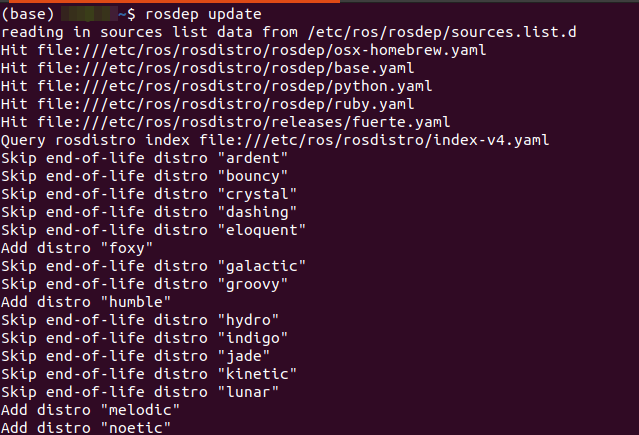 (base) ~$ rosdep update
reading in sources list data from /etc/ros/rosdep/sources.list.d
Hit file:///etc/ros/rosdistro/rosdep/osx-homebrew.yaml
Hit file:///etc/ros/rosdistro/rosdep/base.yaml
Hit file:///etc/ros/rosdistro/rosdep/python.yaml
Hit file:///etc/ros/rosdistro/rosdep/ruby.yaml
Hit file:///etc/ros/rosdistro/releases/fuerte.yaml
Query rosdistro index file:///etc/ros/rosdistro/index-v4.yaml
Skip end-of-life distro "ardent"
Skip end-of-life distro "bouncy"
Skip end-of-life distro "crystal"
Skip end-of-life distro "dashing"
Skip end-of-life distro "eloquent"
Add distro "foxy"
Skip end-of-life distro "galactic"
Skip end-of-life distro "groovy"
Add distro "humble"
Skip end-of-life distro "hydro"
Skip end-of-life distro "indigo"
Skip end-of-life distro "jade"
Skip end-of-life distro "kinetic"
Skip end-of-life distro "lunar"
Add distro "melodic"
Add distro "noetic"